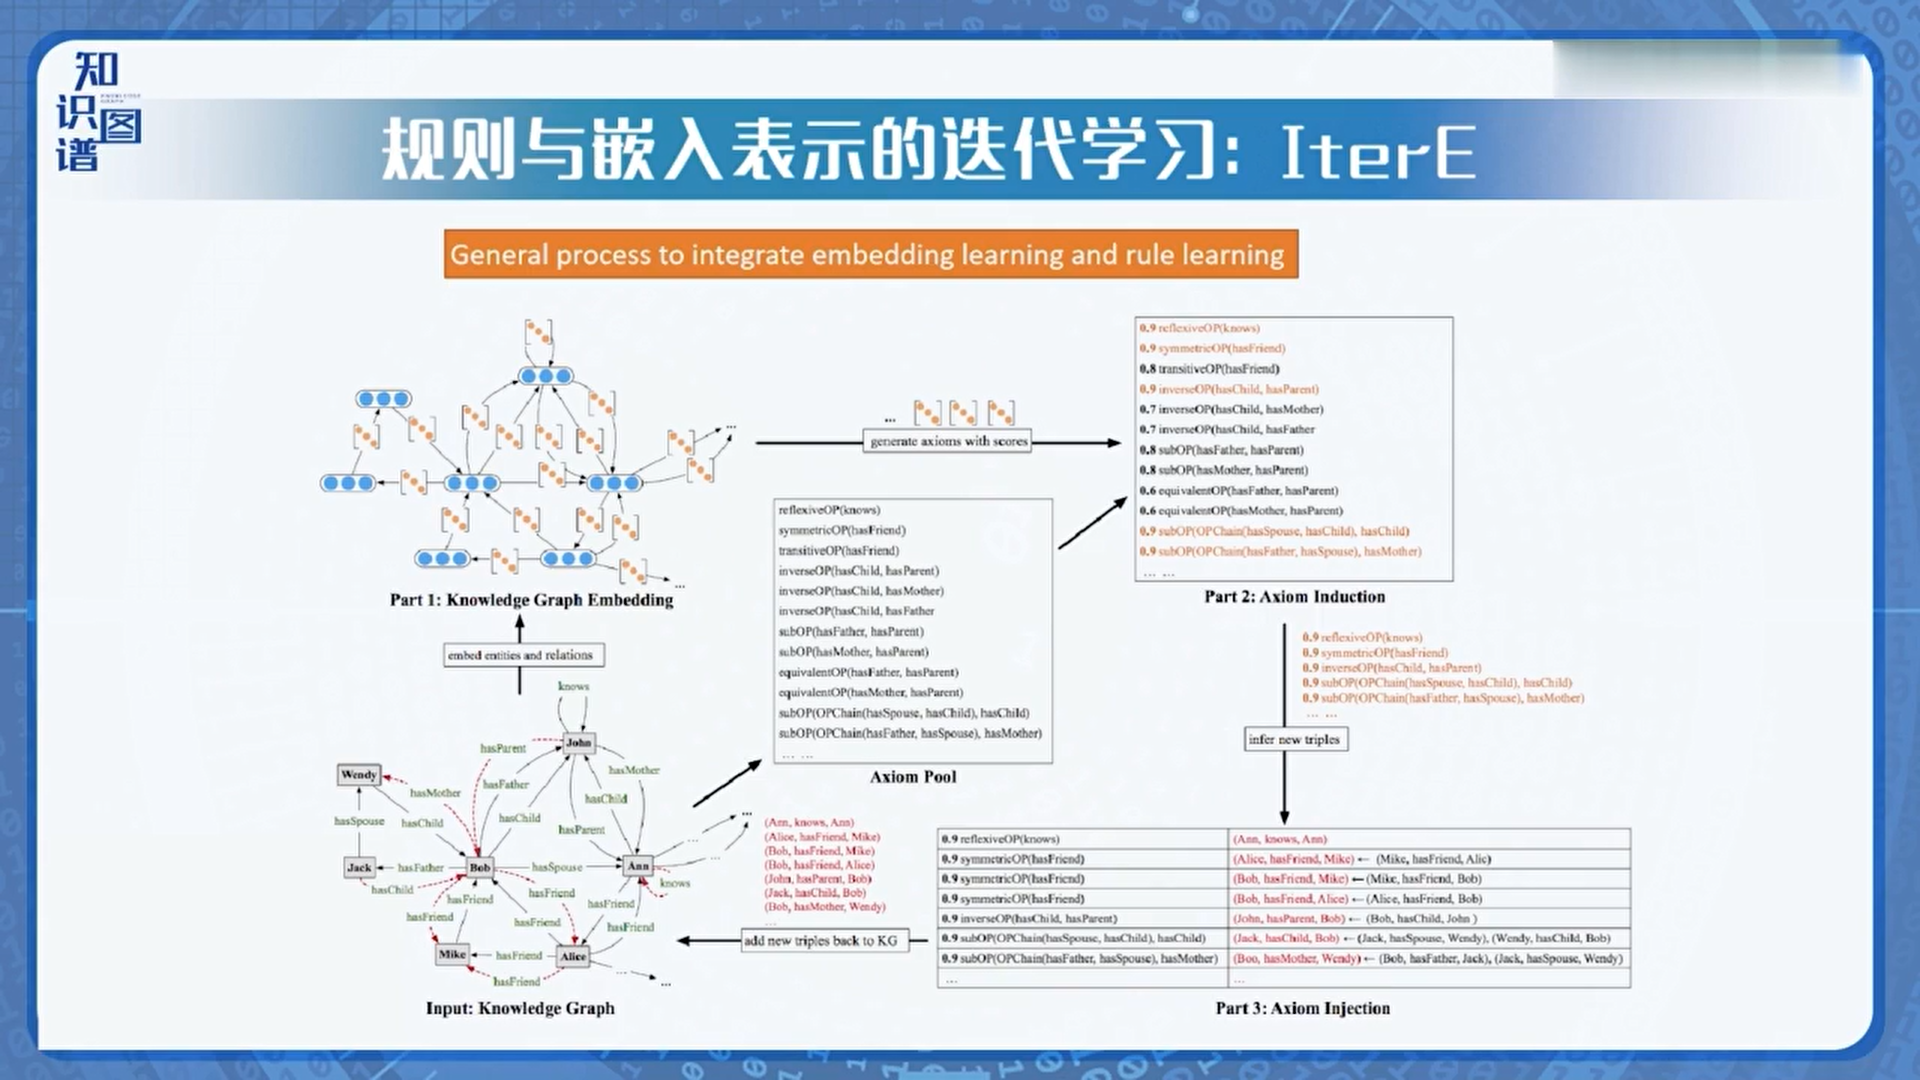 知识图谱
KNOWLEDGE GRAPH
规则与嵌入表示的迭代学习：IterE
General process to integrate embedding learning and rule learning
...
...
Part 1: Knowledge Graph Embedding
embed entities and relations
...
generate axioms with scores
reflexiveOP(knows)
symmetricOP(hasFriend)
transitiveOP(hasFriend)
inverseOP(hasChild, hasParent)
inverseOP(hasChild, hasMother)
inverseOP(hasChild, hasFather
subOP(hasFather, hasParent)
subOP(hasMother, hasParent)
equivalentOP(hasFather, hasParent)
equivalentOP(hasMother, hasParent)
subOP(OPChain(hasSpouse, hasChild), hasChild)
subOP(OPChain(hasFather, hasSpouse), hasMother)
... ...
Axiom Pool
0.9 reflexiveOP(knows)
0.9 symmetricOP(hasFriend)
0.8 transitiveOP(hasFriend)
0.9 inverseOP(hasChild, hasParent)
0.7 inverseOP(hasChild, hasMother)
0.7 inverseOP(hasChild, hasFather
0.8 subOP(hasFather, hasParent)
0.8 subOP(hasMother, hasParent)
0.6 equivalentOP(hasFather, hasParent)
0.6 equivalentOP(hasMother, hasParent)
0.9 subOP(OPChain(hasSpouse, hasChild), hasChild)
0.9 subOP(OPChain(hasFather, hasSpouse), hasMother)
... ...
Part 2: Axiom Induction
0.9 reflexiveOP(knows)
0.9 symmetricOP(hasFriend)
0.9 inverseOP(hasChild, hasParent)
0.9 subOP(OPChain(hasSpouse, hasChild), hasChild)
0.9 subOP(OPChain(hasFather, hasSpouse), hasMother)
... ...
infer new triples
knows
John
hasParent
hasMother
Wendy
hasFather
hasMother
hasChild
hasSpouse
hasChild
hasChild
hasParent
...
...
...
Jack
hasFather
Bob
hasSpouse
Ann
hasChild
hasFriend
hasFriend
knows
hasFriend
hasFriend
hasFriend
hasFriend
Mike
hasFriend
Alice
hasFriend
...
...
Input: Knowledge Graph
(Ann, knows, Ann)
(Alice, hasFriend, Mike)
(Bob, hasFriend, Mike)
(Bob, hasFriend, Alice)
(John, hasParent, Bob)
(Jack, hasChild, Bob)
(Bob, hasMother, Wendy)
...
add new triples back to KG
0.9 reflexiveOP(knows) (Ann, knows, Ann)
0.9 symmetricOP(hasFriend) (Alice, hasFriend, Mike) ← (Mike, hasFriend, Alic)
0.9 symmetricOP(hasFriend) (Bob, hasFriend, Mike) ← (Mike, hasFriend, Bob)
0.9 symmetricOP(hasFriend) (Bob, hasFriend, Alice) ← (Alice, hasFriend, Bob)
0.9 inverseOP(hasChild, hasParent) (John, hasParent, Bob) ← (Bob, hasChild, John )
0.9 subOP(OPChain(hasSpouse, hasChild), hasChild) (Jack, hasChild, Bob) ← (Jack, hasSpouse, Wendy), (Wendy, hasChild, Bob)
0.9 subOP(OPChain(hasFather, hasSpouse), hasMother) (Boo, hasMother, Wendy) ← (Bob, hasFather, Jack), (Jack, hasSpouse, Wendy)
... ...
Part 3: Axiom Injection